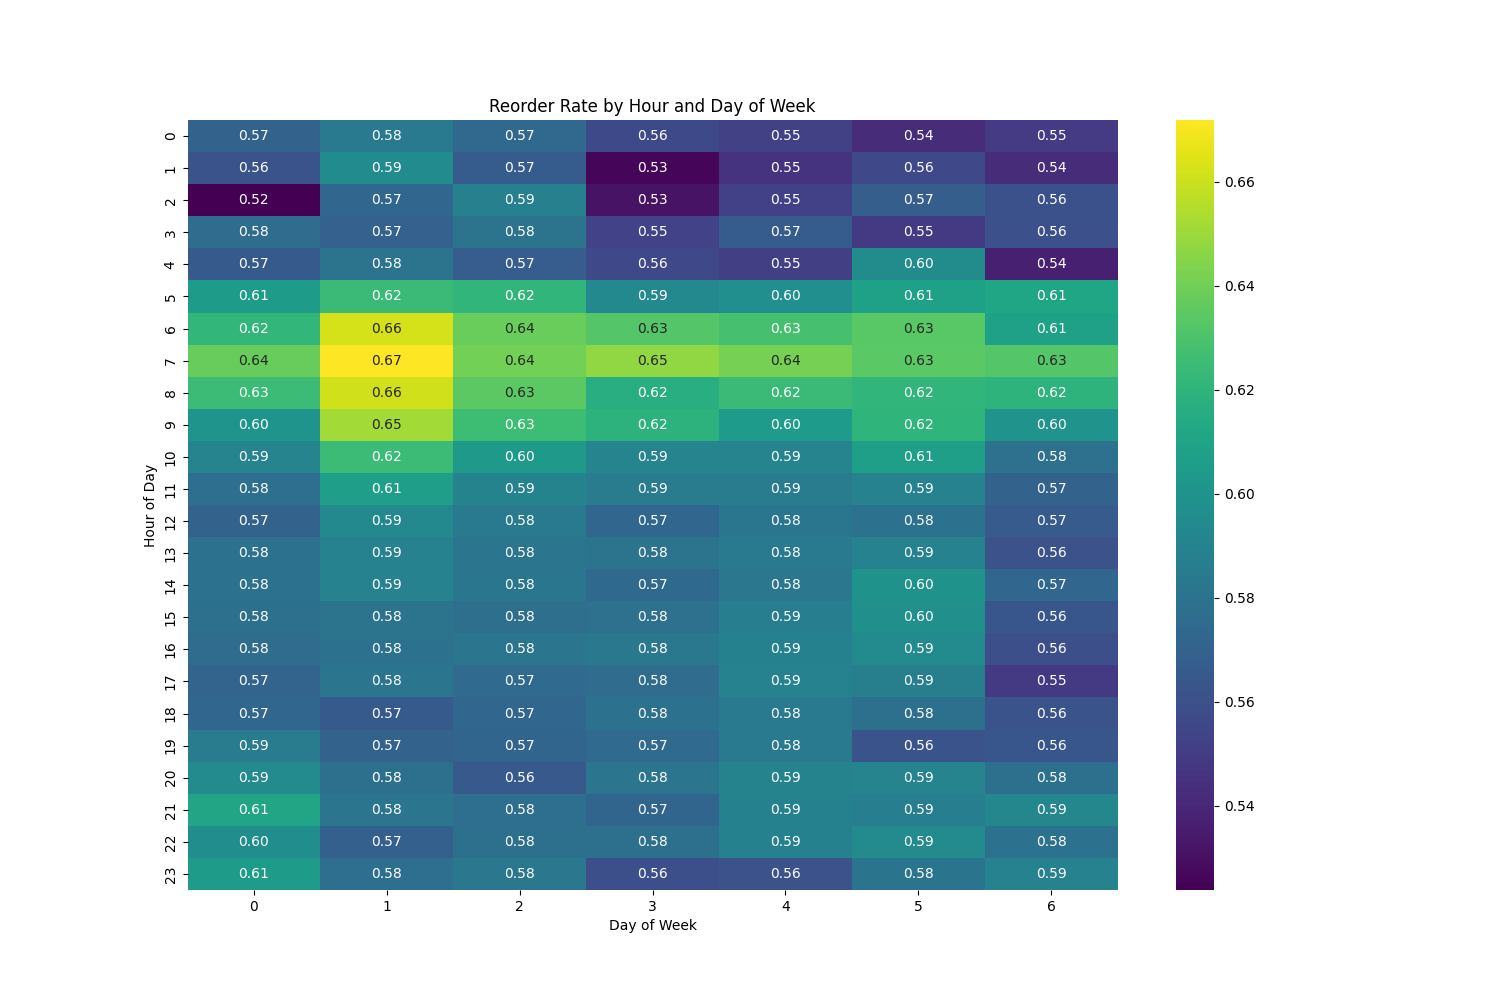 Reorder Rate by Hour and Day of Week
0 0.57 0.58 0.57 0.56 0.55 0.54 0.55
1 0.56 0.59 0.57 0.53 0.55 0.56 0.54
2 0.52 0.57 0.59 0.53 0.55 0.57 0.56
3 0.58 0.57 0.58 0.55 0.57 0.55 0.56
4 0.57 0.58 0.57 0.56 0.55 0.60 0.54
5 0.61 0.62 0.62 0.59 0.60 0.61 0.61
6 0.62 0.66 0.64 0.63 0.63 0.63 0.61
7 0.64 0.67 0.64 0.65 0.64 0.63 0.63
8 0.63 0.66 0.63 0.62 0.62 0.62 0.62
9 0.60 0.65 0.63 0.62 0.60 0.62 0.60
10 0.59 0.62 0.60 0.59 0.59 0.61 0.58
11 0.58 0.61 0.59 0.59 0.59 0.59 0.57
12 0.57 0.59 0.58 0.57 0.58 0.58 0.57
13 0.58 0.59 0.58 0.58 0.58 0.59 0.56
14 0.58 0.59 0.58 0.57 0.58 0.60 0.57
15 0.58 0.58 0.58 0.58 0.59 0.60 0.56
16 0.58 0.58 0.58 0.58 0.59 0.59 0.56
17 0.57 0.58 0.57 0.58 0.59 0.59 0.55
18 0.57 0.57 0.57 0.58 0.58 0.58 0.56
19 0.59 0.57 0.57 0.57 0.58 0.56 0.56
20 0.59 0.58 0.56 0.58 0.59 0.59 0.58
21 0.61 0.58 0.58 0.57 0.59 0.59 0.59
22 0.60 0.57 0.58 0.58 0.59 0.59 0.58
23 0.61 0.58 0.58 0.56 0.56 0.58 0.59
0 1 2 3 4 5 6
Day of Week
Hour of Day
0.66
0.64
0.62
0.60
0.58
0.56
0.54